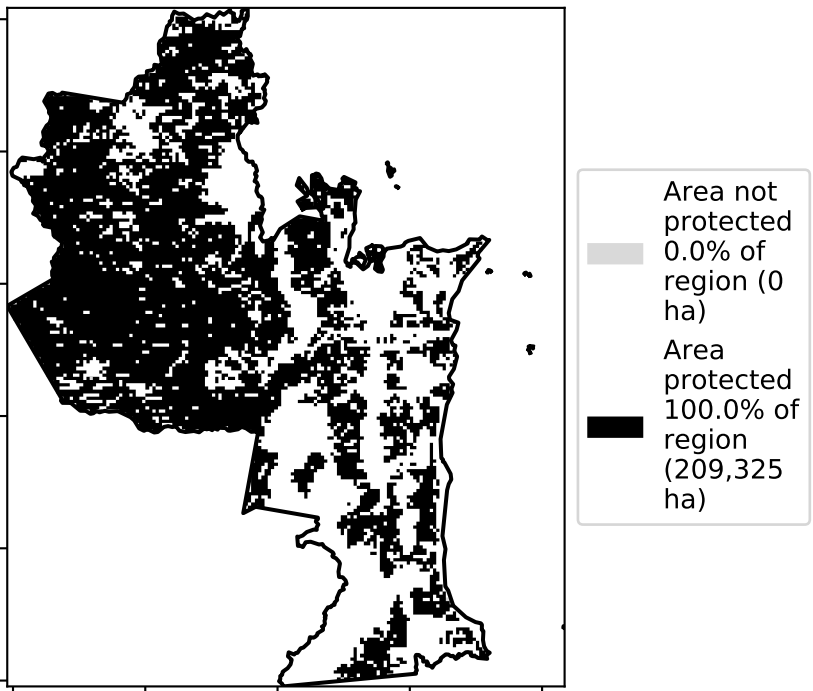 Area not
protected
0.0% of
region (0
ha)
Area
protected
100.0% of
region
(209,325
ha)